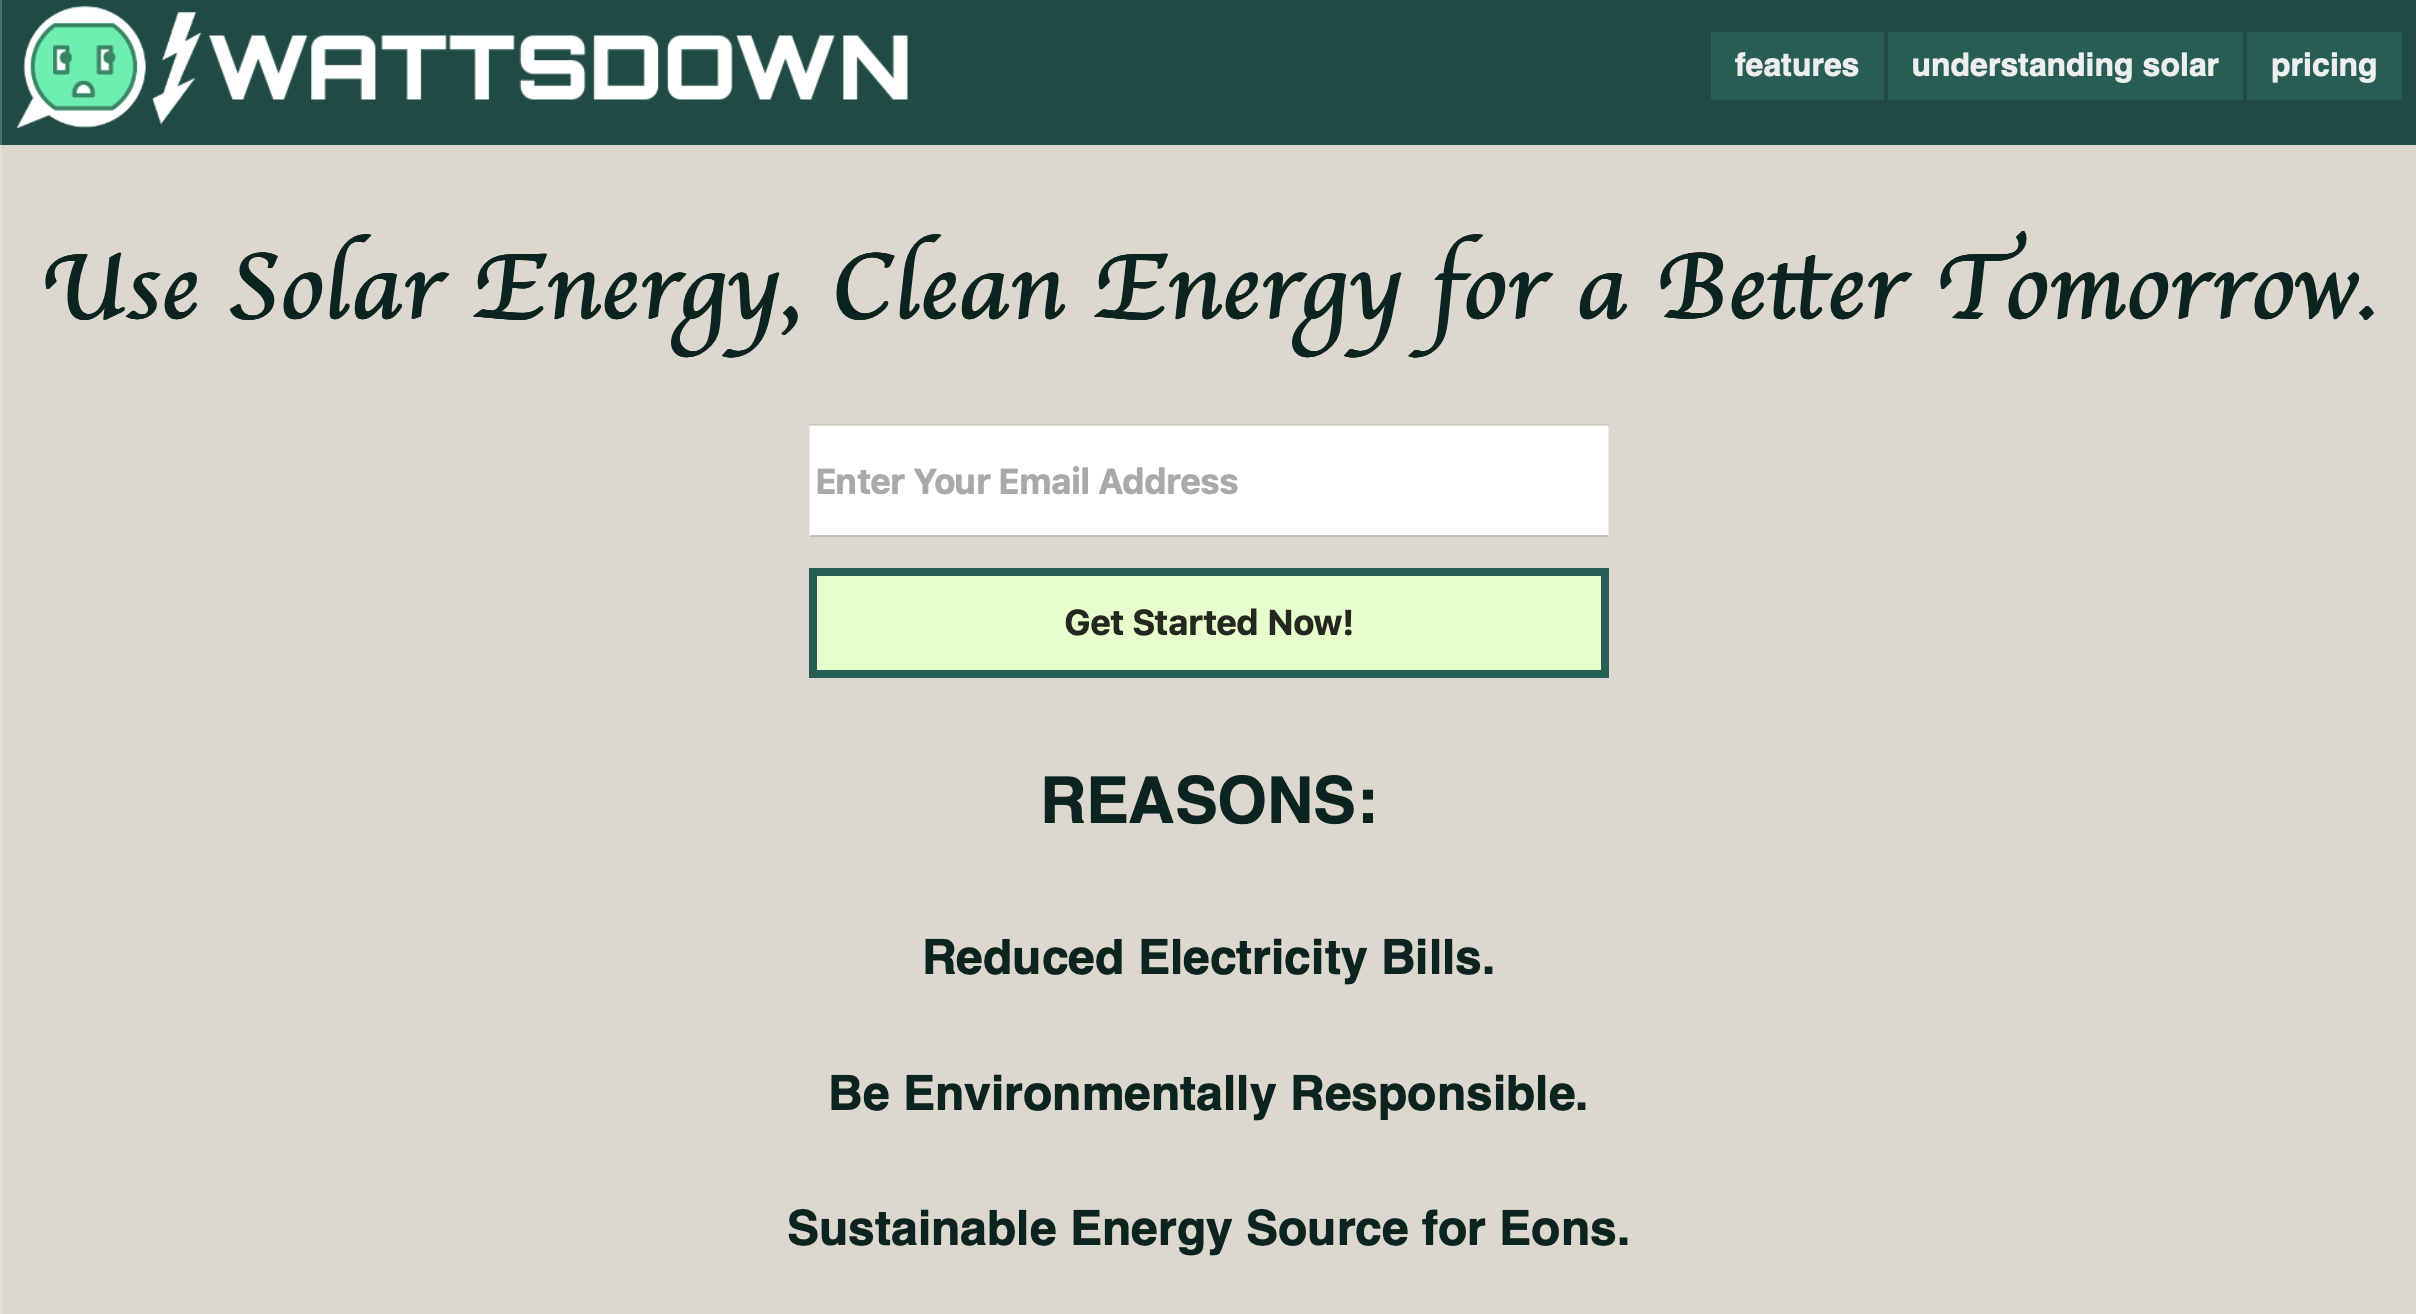 WATTSDOWN
features
understanding solar
pricing
Use Solar Energy, Clean Energy for a Better Tomorrow.
Enter Your Email Address
Get Started Now!
REASONS:
Reduced Electricity Bills.
Be Environmentally Responsible.
Sustainable Energy Source for Eons.